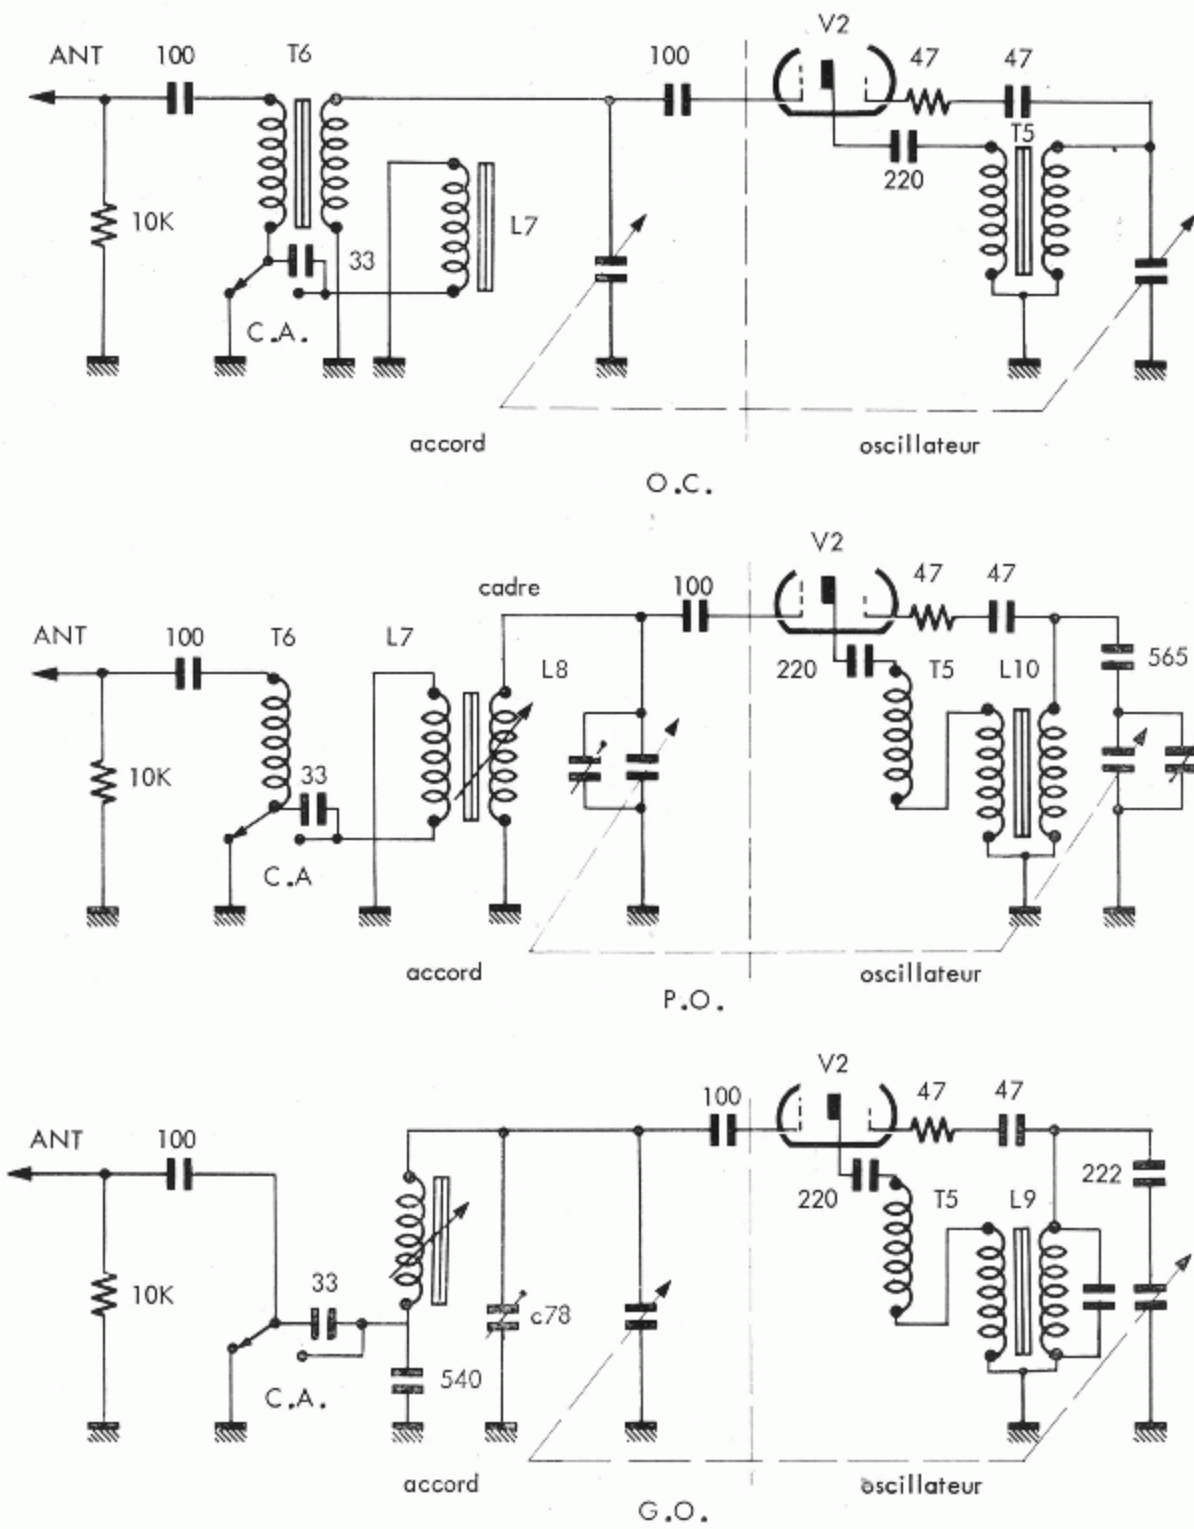 V2
ANT 100 T6 100 47 47
T5
220
10K L7
33
C.A.
accord oscillateur
O.C.
V2
cadre 100 47 47
ANT 100 T6 L7 L8 220 T5 L10 565
10K 33
C.A
accord oscillateur
P.O.
V2
100 47 47
ANT 100 222
220 T5 L9
10K 33 c78
540
C.A.
accord oscillateur
G.O.